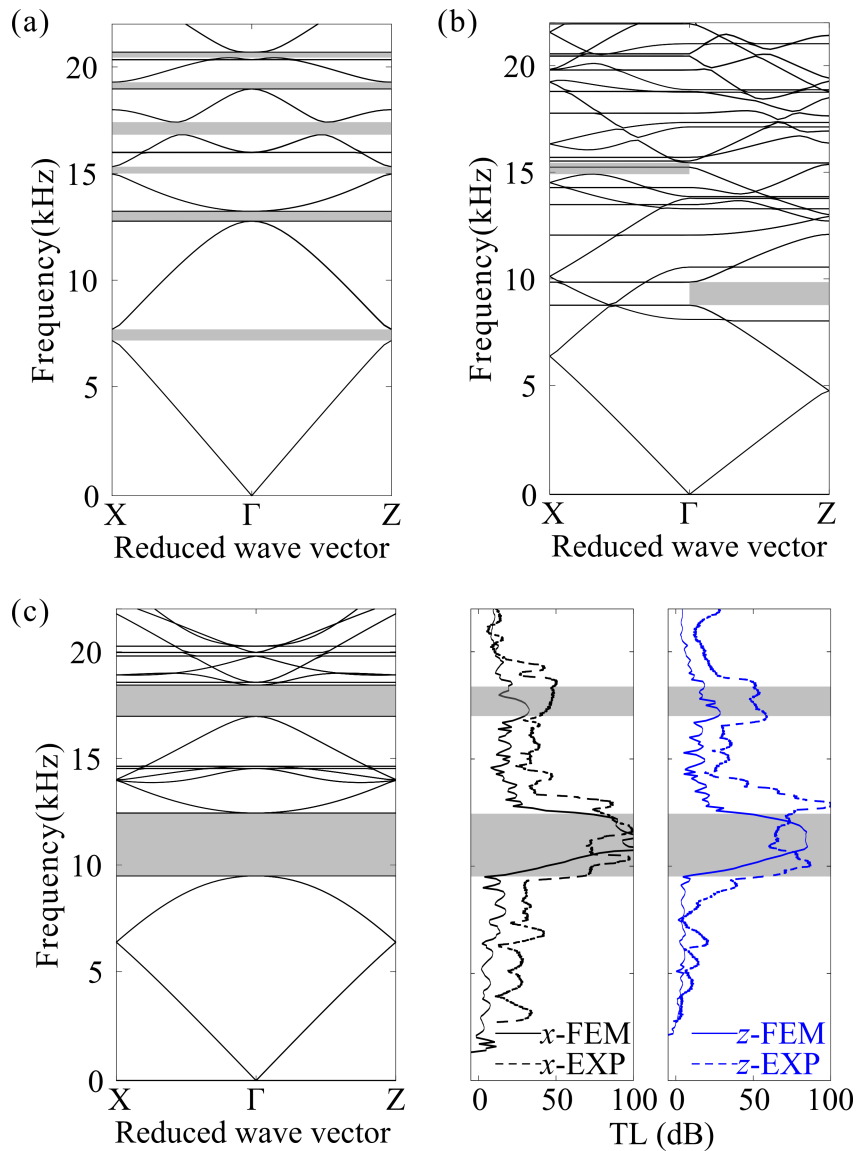 (a)
Frequency(kHz)
20
15
10
5
0
X Γ Z
Reduced wave vector
(b)
Frequency(kHz)
20
15
10
5
0
X Γ Z
Reduced wave vector
(c)
Frequency(kHz)
20
15
10
5
0
X Γ Z
Reduced wave vector
x-FEM
x-EXP
0 50 100
z-FEM
z-EXP
0 50 100
TL (dB)